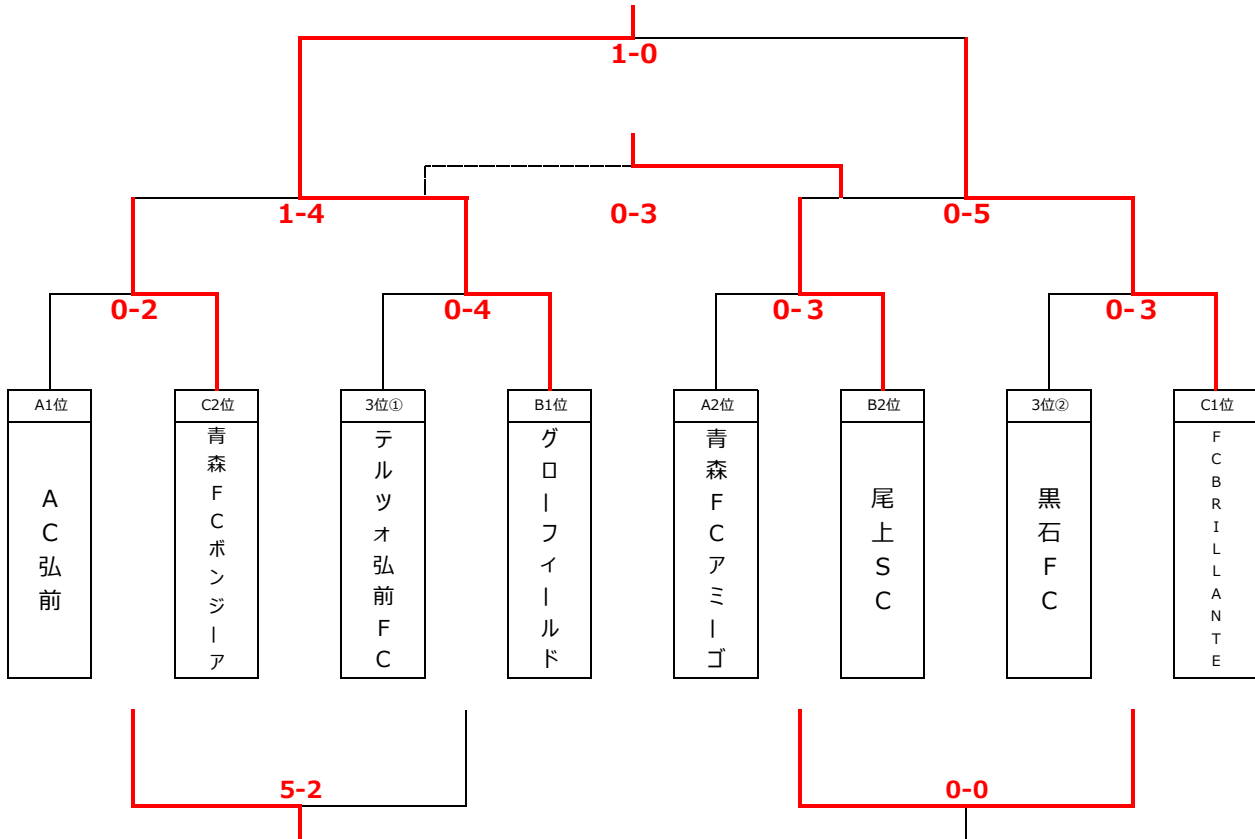 1-0
1-4
0-3
0-5
0-2
0-4
0-3
0-3
A1位
C2位
3位①
B1位
A2位
B2位
3位②
C1位
AC弘前
青森FCボンジーア
テルツォ弘前FC
グローフィールド
青森FCアミーゴ
尾上SC
黒石FC
FCBRILLANTE
5-2
0-0